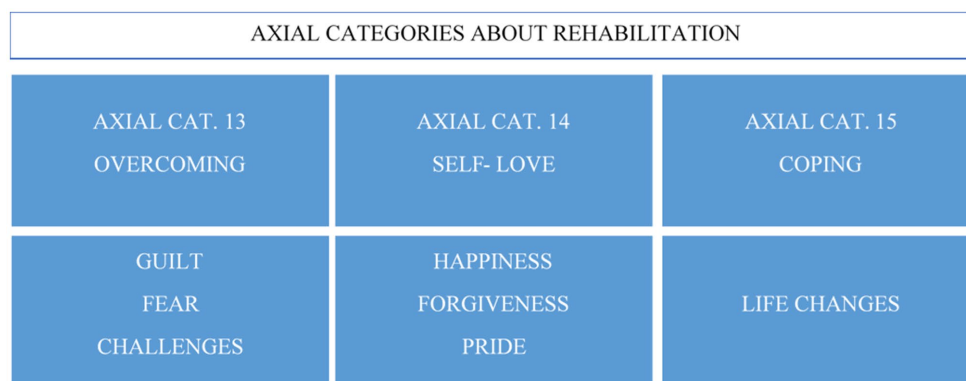 AXIAL CATEGORIES ABOUT REHABILITATION
AXIAL CAT. 13
OVERCOMING
AXIAL CAT. 14
SELF- LOVE
AXIAL CAT. 15
COPING
GUILT
FEAR
CHALLENGES
HAPPINESS
FORGIVENESS
PRIDE
LIFE CHANGES